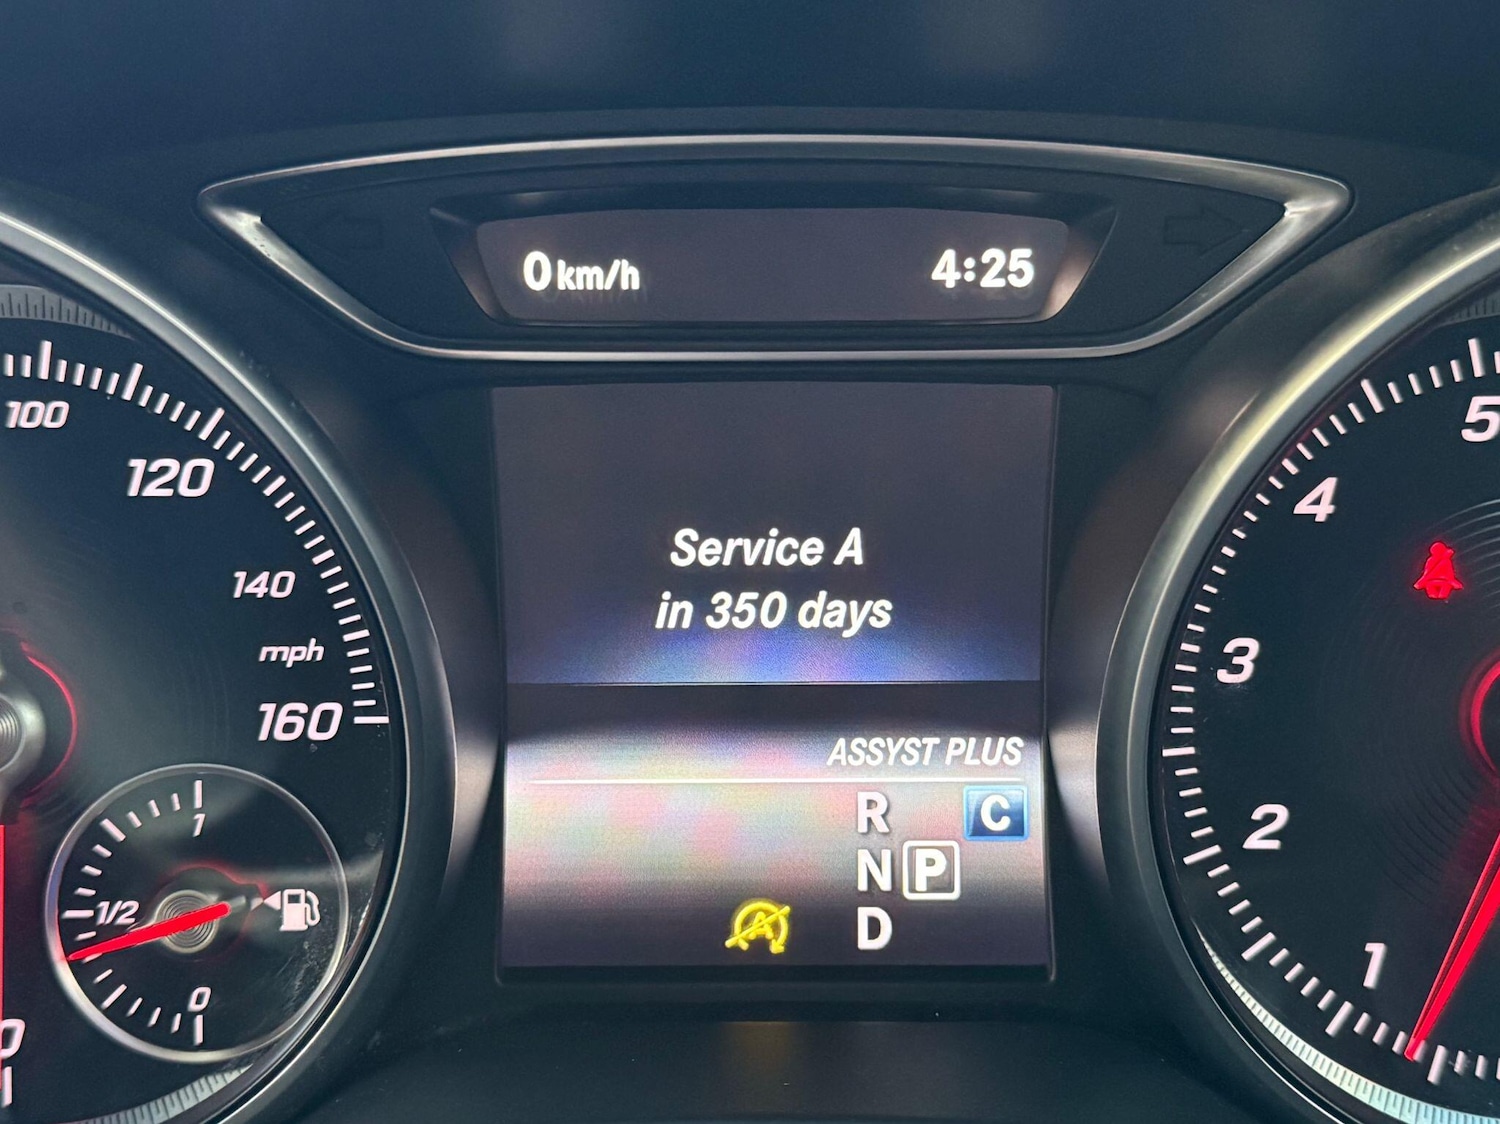 0 km/h 4:25
100
120
140
mph
160
1
1/2
0
Service A
in 350 days
ASSYST PLUS
R C
N P
D
A
5
4
3
2
1